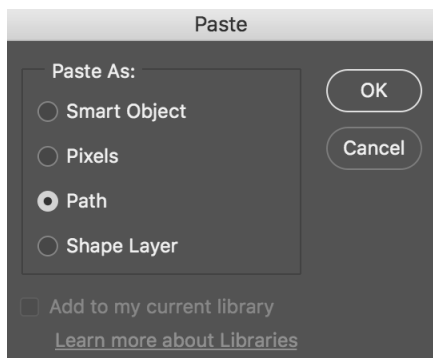 Paste
Paste As:
Smart Object
Pixels
Path
Shape Layer
OK
Cancel
Add to my current library
Learn more about Libraries